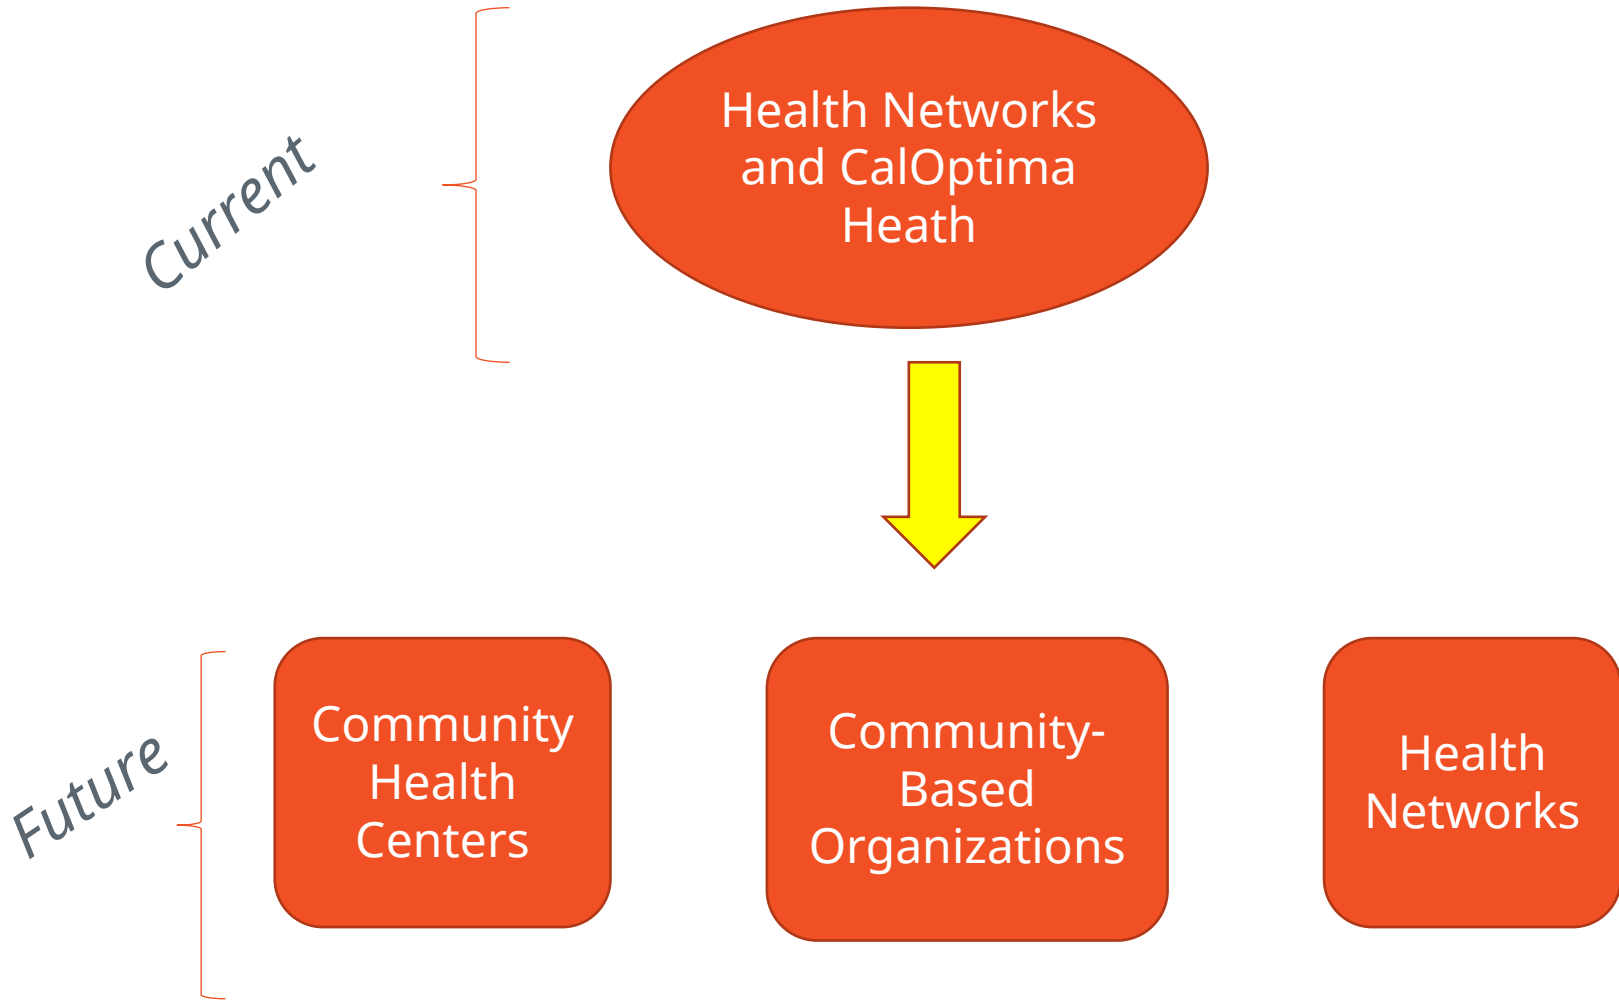 Current
Health Networks
and CalOptima
Heath
Future
Community
Health
Centers
Community-
Based
Organizations
Health
Networks